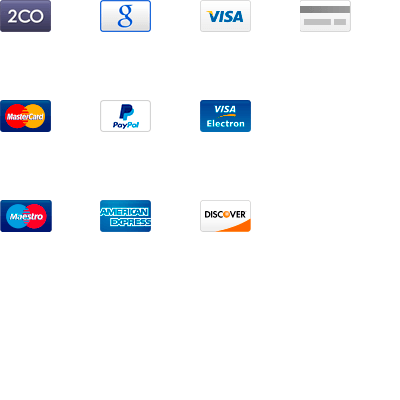 2CO
g
VISA
MasterCard
PayPal
VISA
Electron
Maestro
AMERICAN
EXPRESS
DISCOVER